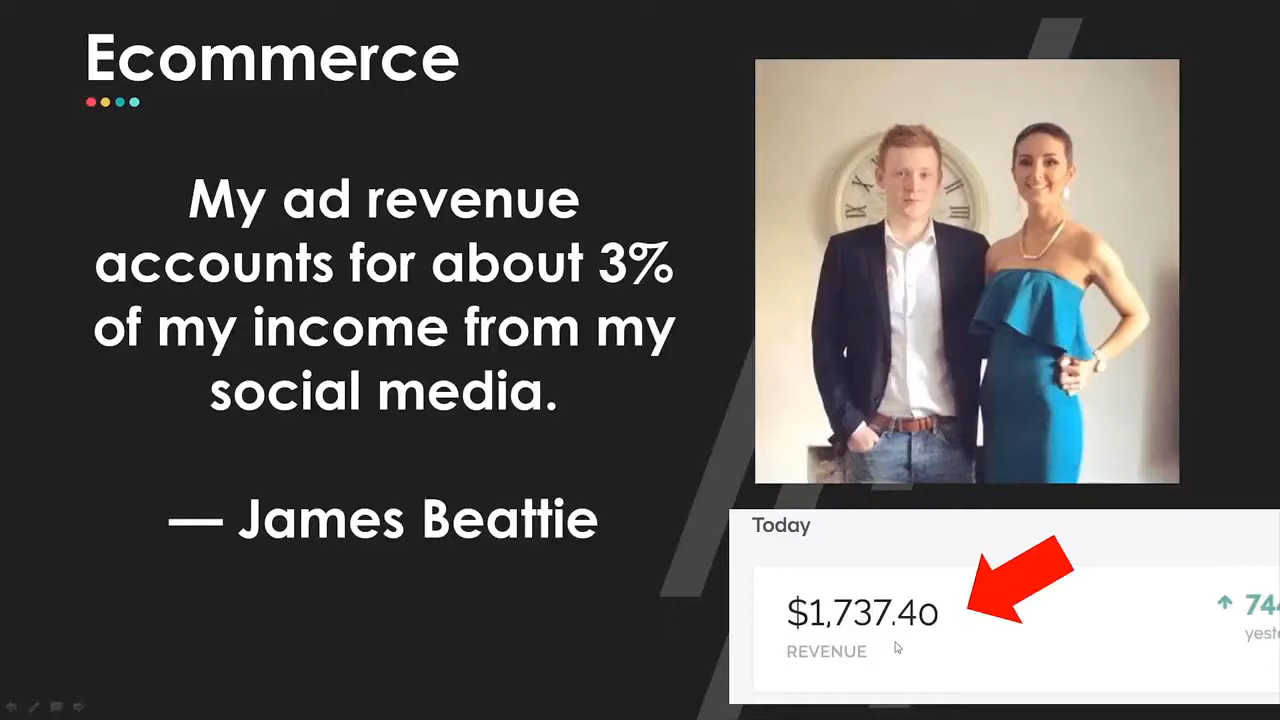 Ecommerce
My ad revenue
accounts for about 3%
of my income from my
social media.
— James Beattie
Today
$1,737.40
REVENUE